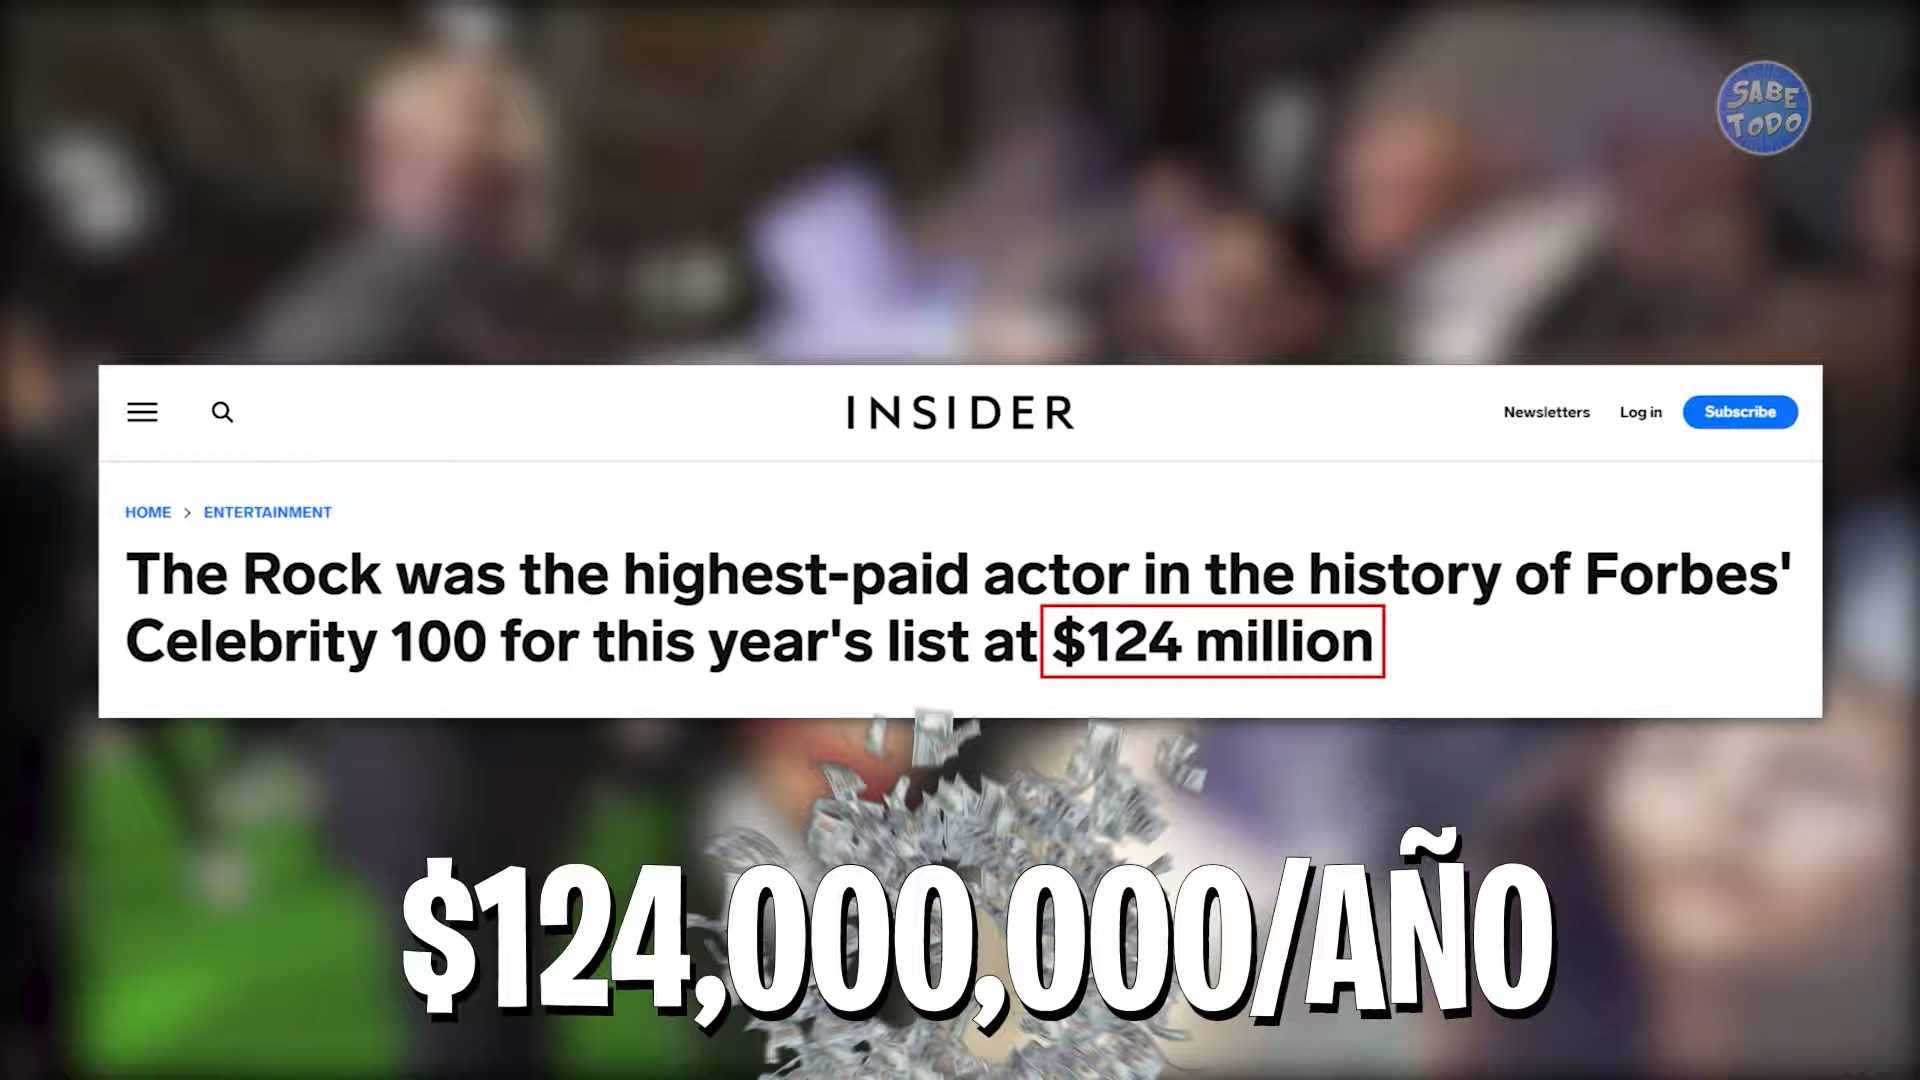 SABE
TODO
INSIDER
Newsletters Log in Subscribe
HOME > ENTERTAINMENT
The Rock was the highest-paid actor in the history of Forbes'
Celebrity 100 for this year's list at $124 million
$124,000,000/AÑO